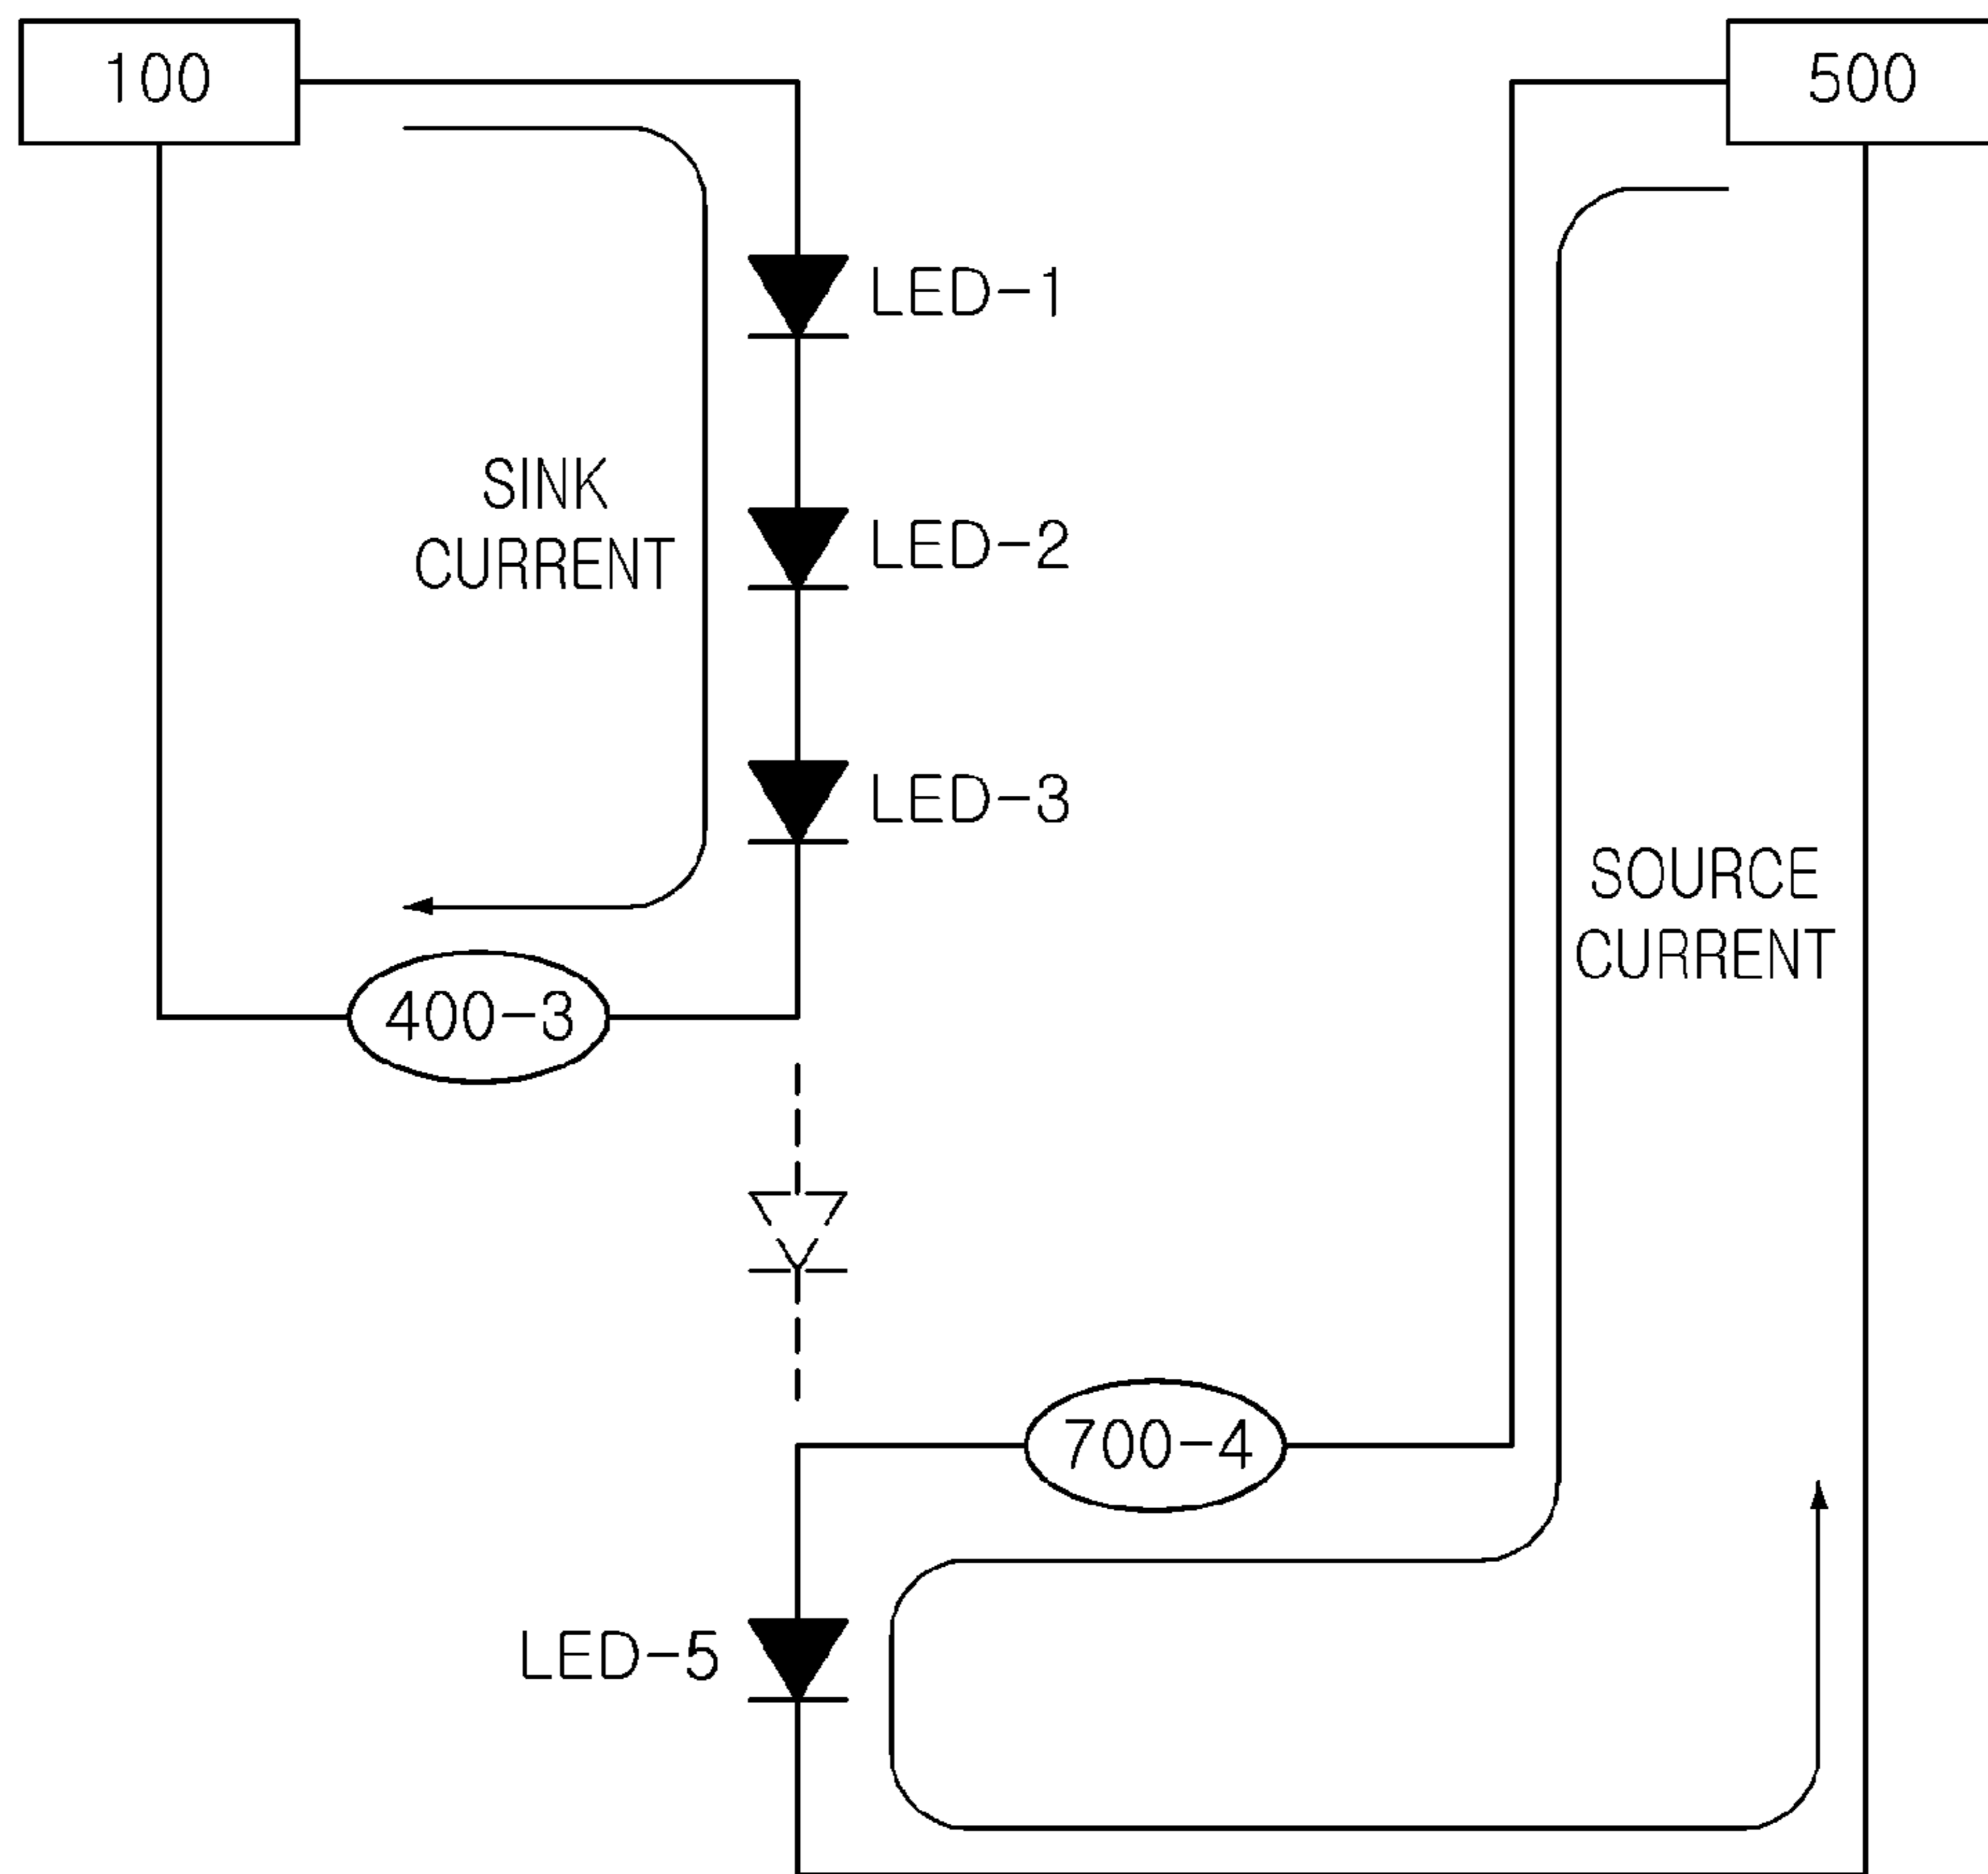 100
500
LED-1
SINK
CURRENT
LED-2
LED-3
SOURCE
CURRENT
400-3
700-4
LED-5